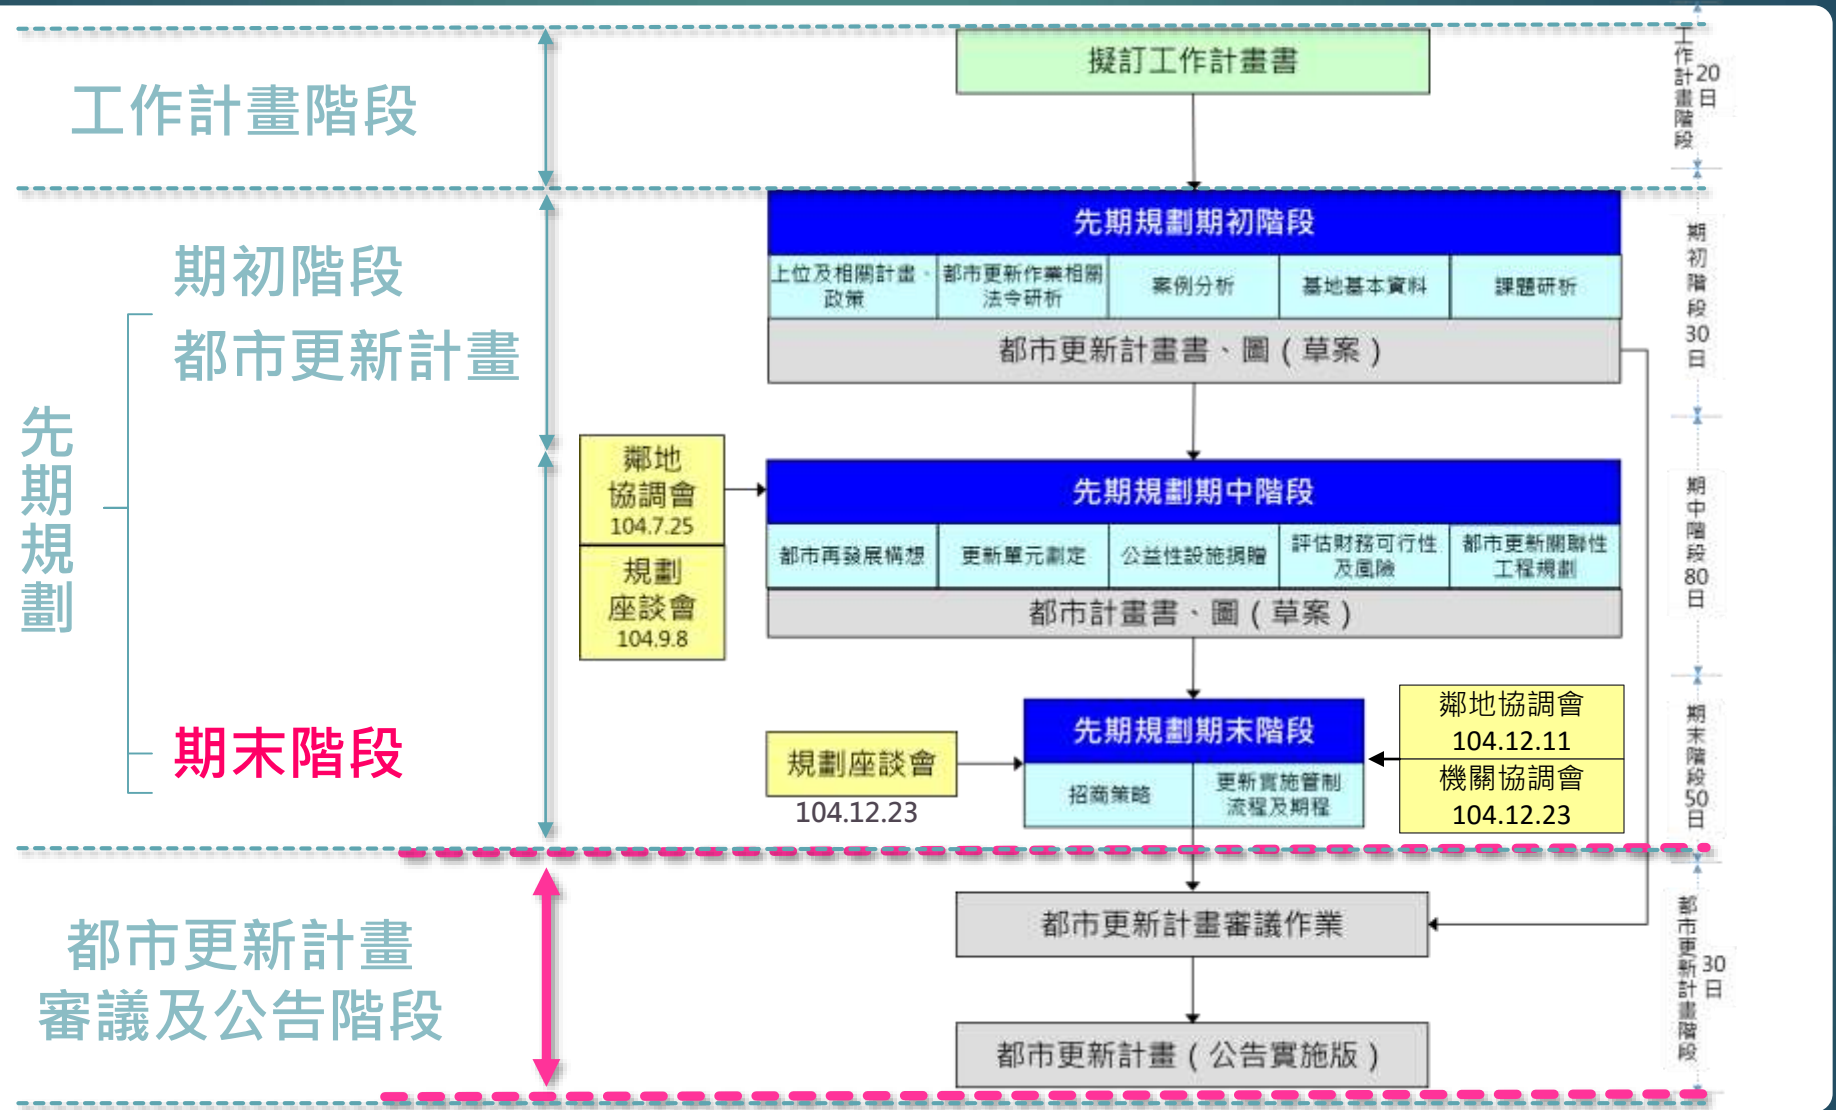 工作計畫階段
先期規劃
期初階段
都市更新計畫
期末階段
都市更新計畫
審議及公告階段
擬訂工作計畫書
先期規劃期初階段
上位及相關計畫、
政策
都市更新作業相關
法令研析
案例分析
基地基本資料
課題研析
都市更新計畫書、圖（草案）
鄰地
協調會
104.7.25
規劃
座談會
104.9.8
先期規劃期中階段
都市再發展構想
更新單元劃定
公益性設施捐贈
評估財務可行性
及風險
都市更新關聯性
工程規劃
都市計畫書、圖（草案）
規劃座談會
104.12.23
先期規劃期末階段
招商策略
更新實施管制
流程及期程
鄰地協調會
104.12.11
機關協調會
104.12.23
都市更新計畫審議作業
都市更新計畫（公告實施版）
工作計畫階段
20
日
期初階段
30
日
期中階段
80
日
期末階段
50
日
都市更新計畫階段
30
日